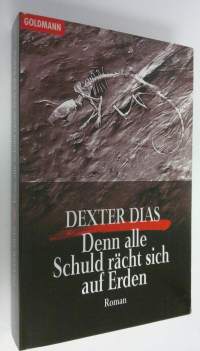 GOLDMANN
DEXTER DIAS
Denn alle
Schuld rächt sich
auf Erden
Roman